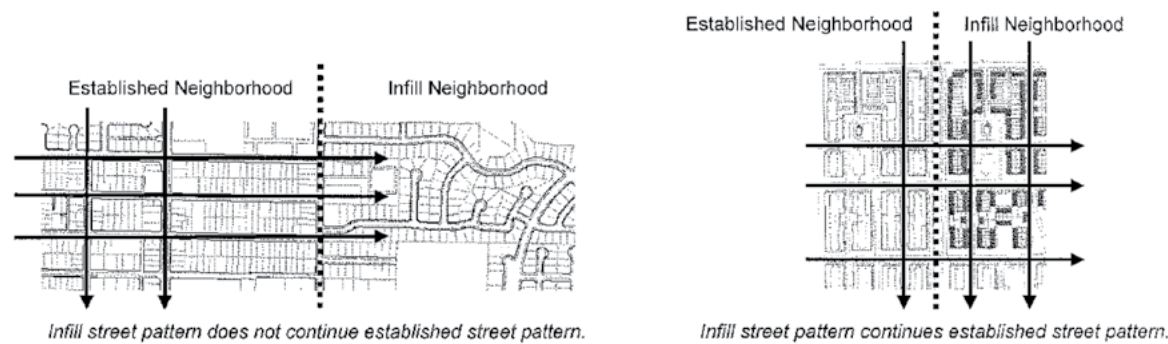 Established Neighborhood
Infill Neighborhood
Infill street pattern does not continue established street pattern.
Established Neighborhood
Infill Neighborhood
Infill street pattern continues established street pattern.